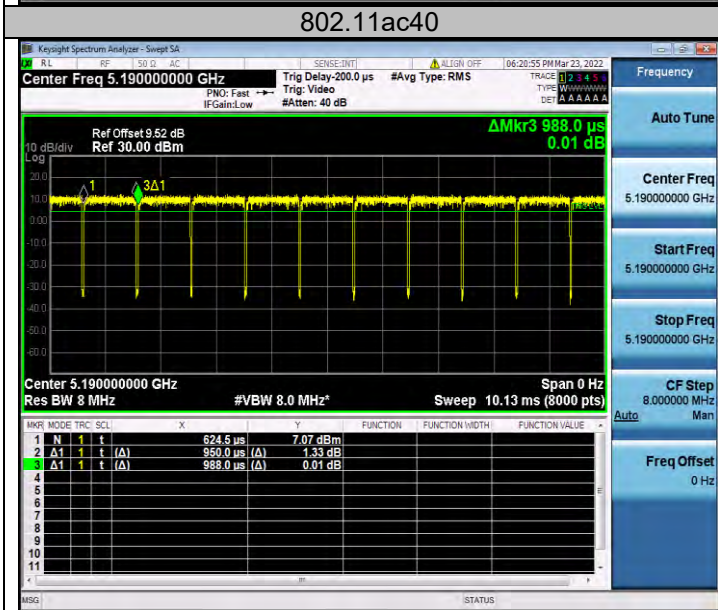 802.11ac40
Keysight Spectrum Analyzer - Swept SA
RL RF 50 Ω AC SENSE:INT ALIGN OFF 06:20:55 PM Mar 23, 2022
Center Freq 5.190000000 GHz Trig Delay-200.0 µs #Avg Type: RMS TRACE 1 2 3 4 5 6
PNO: Fast Trig: Video TYPE W
IFGain:Low #Atten: 40 dB DET A A A A A A
Frequency
Auto Tune
Center Freq
5.190000000 GHz
Start Freq
5.190000000 GHz
Stop Freq
5.190000000 GHz
CF Step
8.000000 MHz
Auto Man
Freq Offset
0 Hz
ΔMkr3 988.0 µs
0.01 dB
Ref Offset 9.52 dB
10 dB/div Ref 30.00 dBm
Log
20.0
10.0
0.00
-10.0
-20.0
-30.0
-40.0
-50.0
-60.0
1
3Δ1
Center 5.190000000 GHz Span 0 Hz
Res BW 8 MHz #VBW 8.0 MHz* Sweep 10.13 ms (8000 pts)
MKR MODE TRC SCL X Y FUNCTION FUNCTION WIDTH FUNCTION VALUE
1 N 1 t 624.5 µs 7.07 dBm
2 Δ1 1 t (Δ) 950.0 µs (Δ) 1.33 dB
3 Δ1 1 t (Δ) 988.0 µs (Δ) 0.01 dB
4
5
6
7
8
9
10
11
MSG STATUS